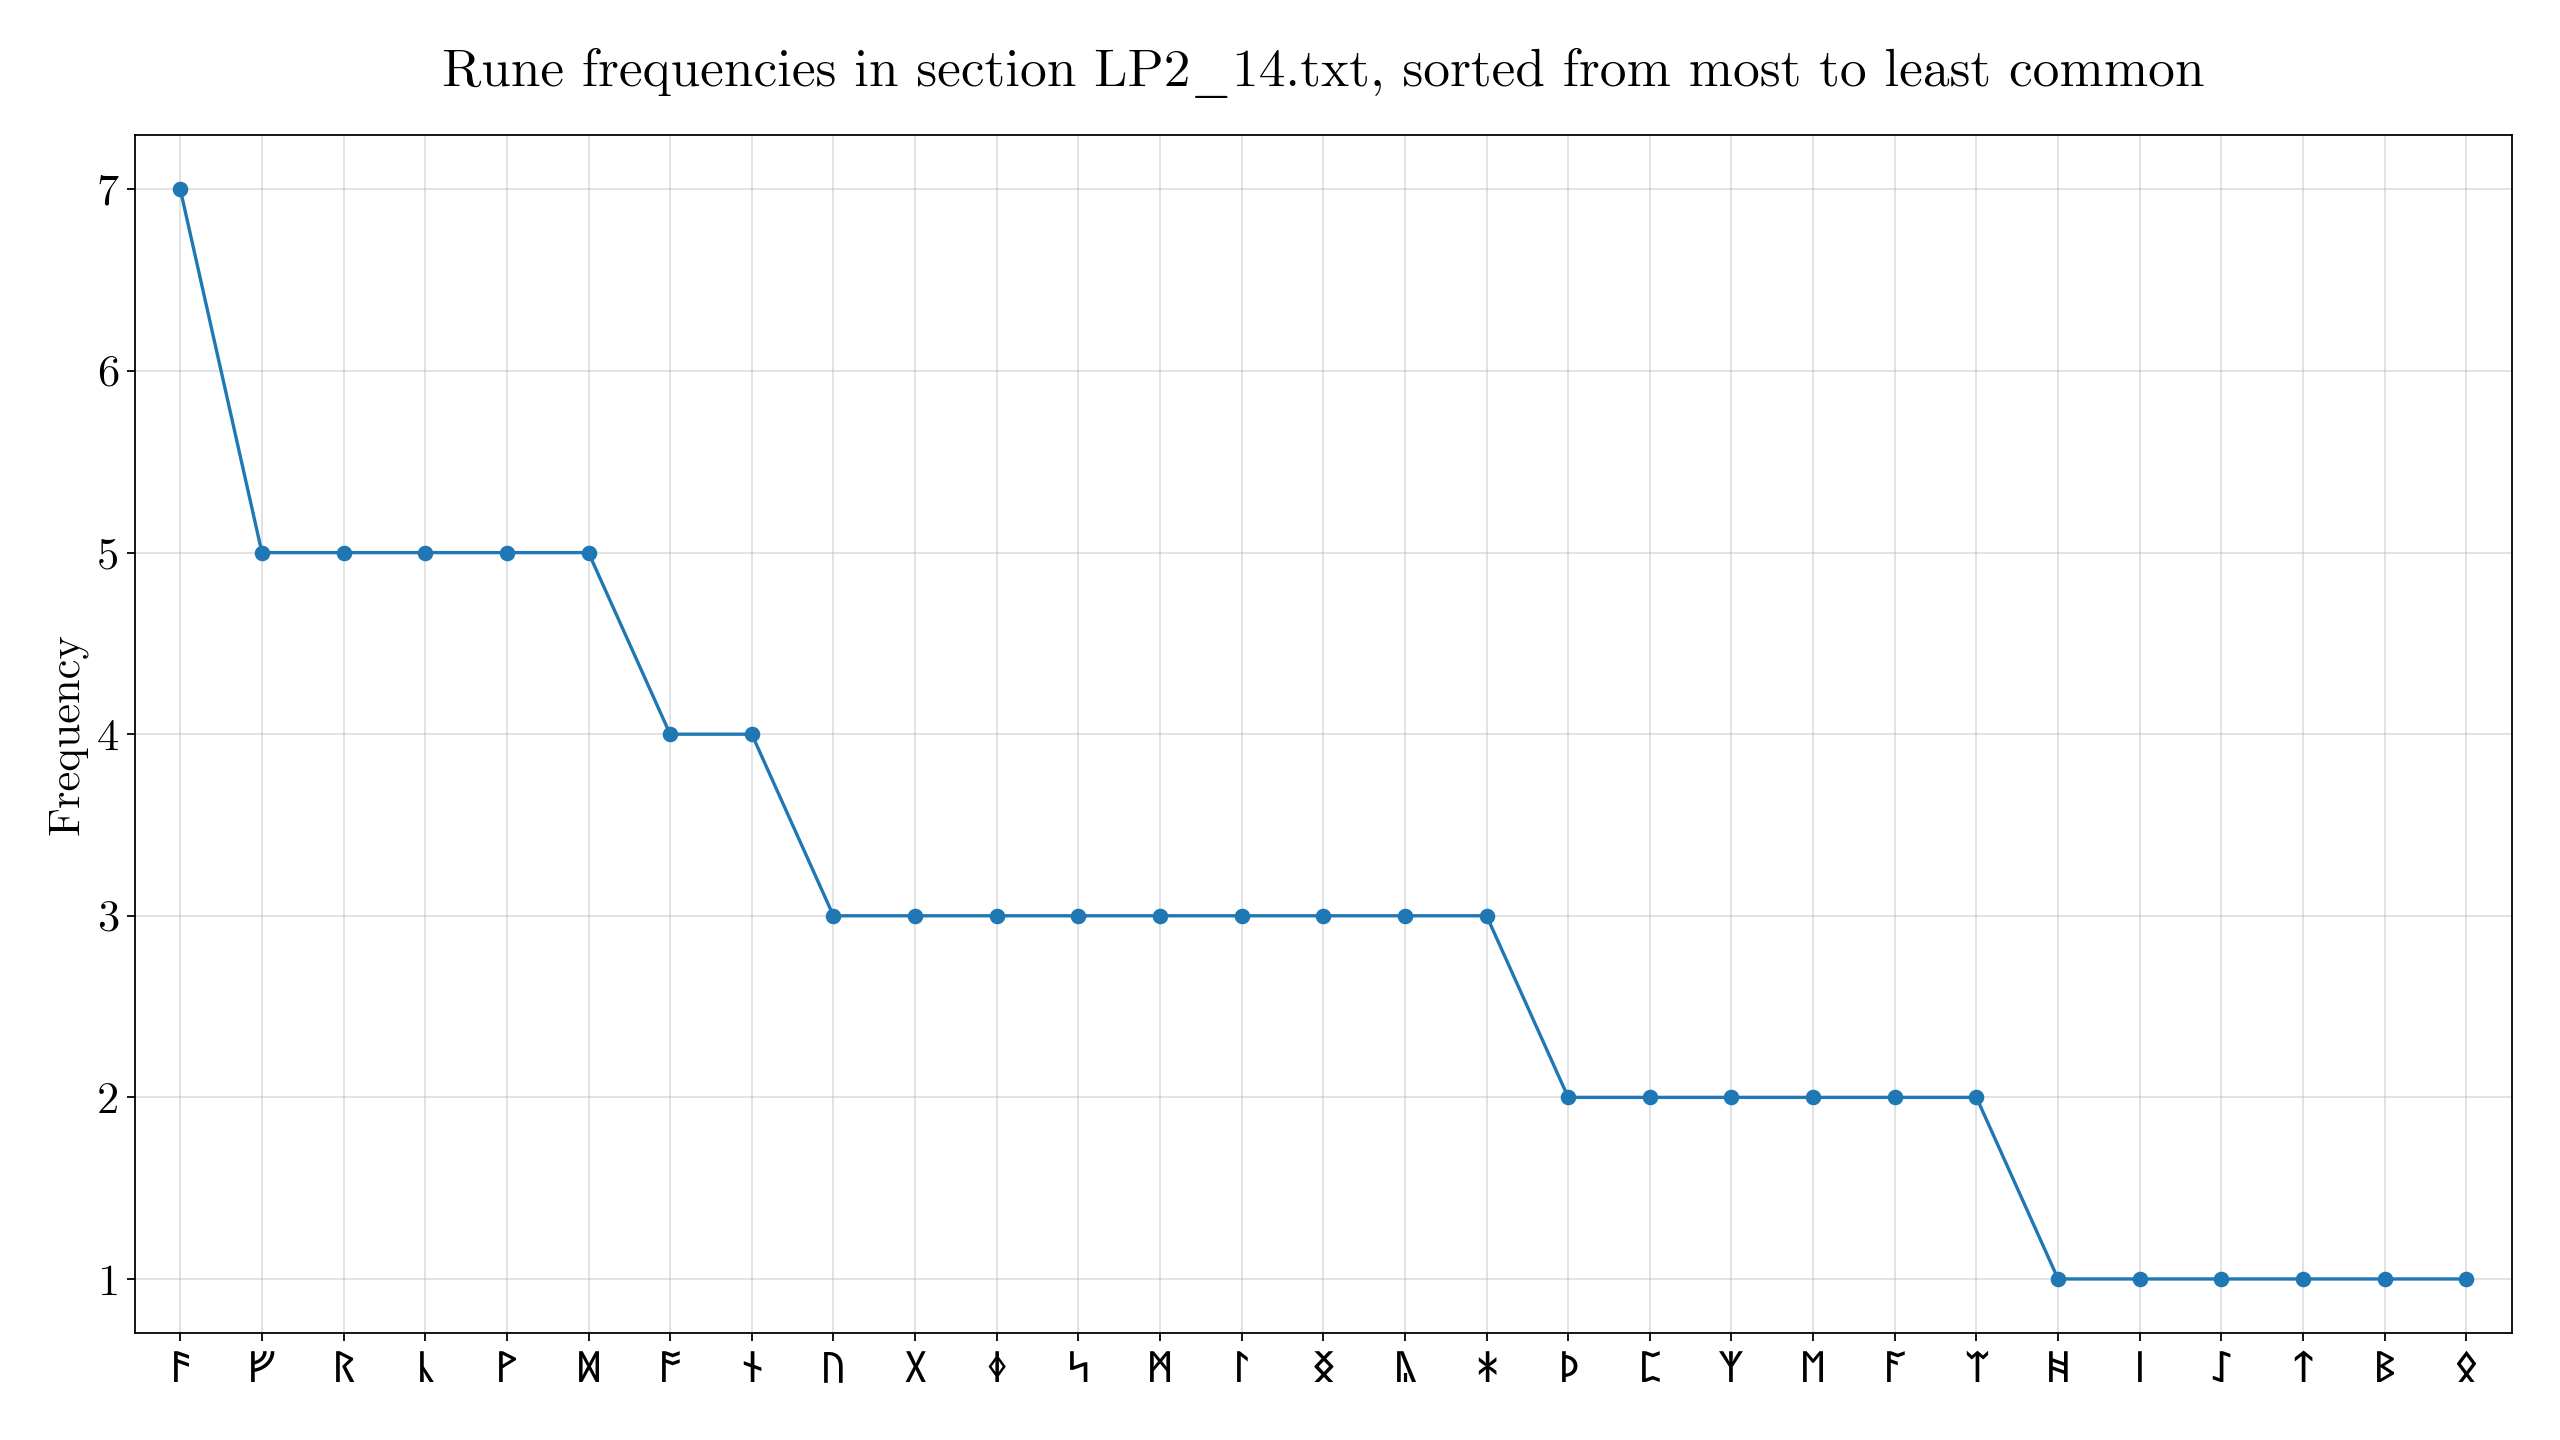 Rune frequencies in section LP2_14.txt, sorted from most to least common
Frequency
7
6
5
4
3
2
1
ᚫ ᚠ ᚱ ᚳ ᚹ ᛞ ᚩ ᚾ ᚢ ᚷ ᛄ ᛋ ᛗ ᛚ ᛝ ᚣ ᛡ ᚦ ᛈ ᛉ ᛖ ᚪ ᛠ ᚻ ᛁ ᛇ ᛏ ᛒ ᛟ